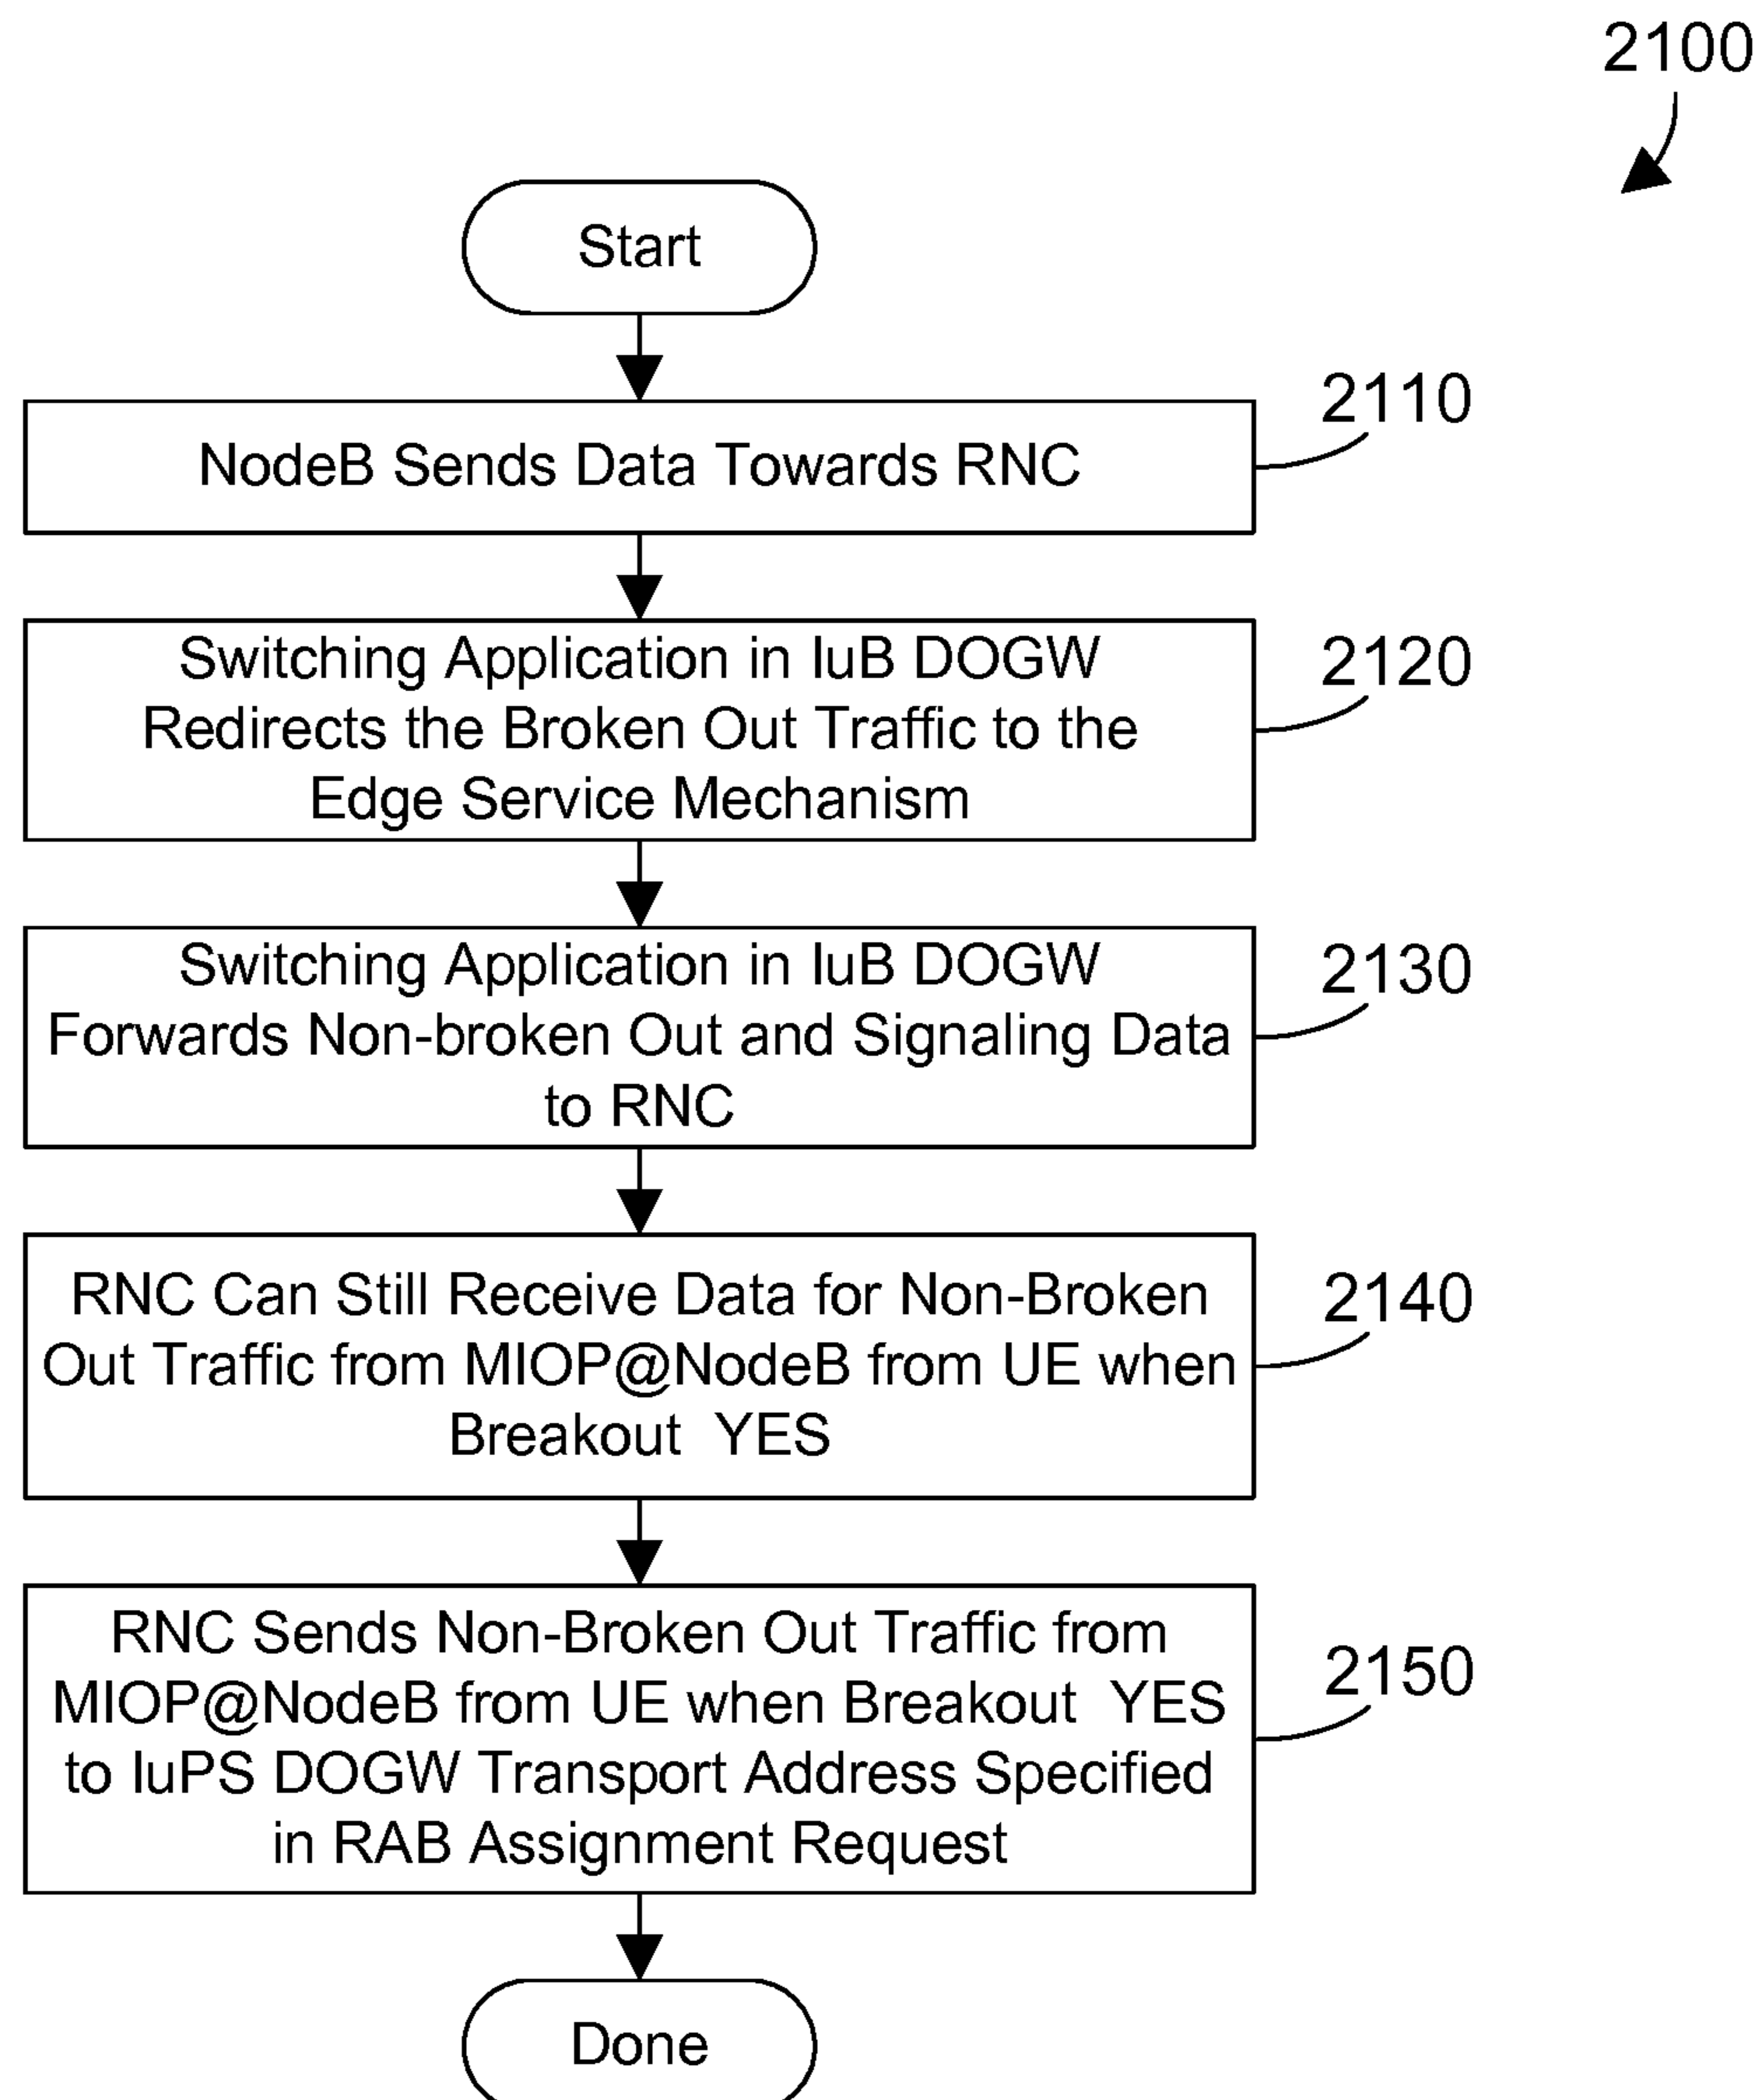 2100
Start
2110
NodeB Sends Data Towards RNC
2120
Switching Application in IuB DOGW
Redirects the Broken Out Traffic to the
Edge Service Mechanism
2130
Switching Application in IuB DOGW
Forwards Non-broken Out and Signaling Data
to RNC
2140
RNC Can Still Receive Data for Non-Broken
Out Traffic from MIOP@NodeB from UE when
Breakout YES
2150
RNC Sends Non-Broken Out Traffic from
MIOP@NodeB from UE when Breakout YES
to IuPS DOGW Transport Address Specified
in RAB Assignment Request
Done